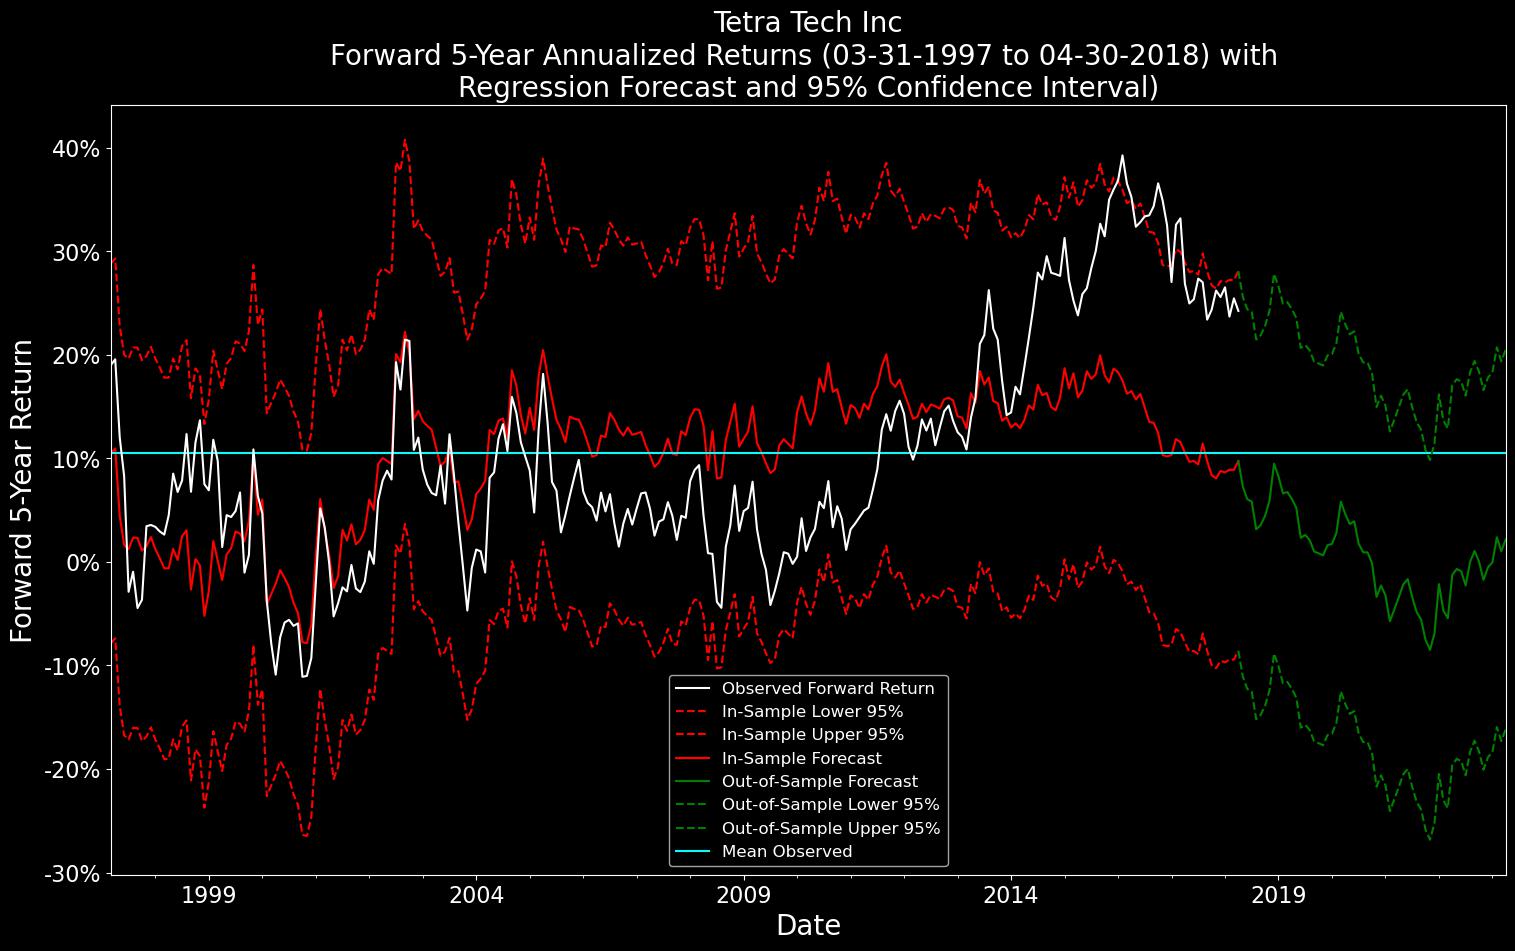 Tetra Tech Inc
Forward 5-Year Annualized Returns (03-31-1997 to 04-30-2018) with
Regression Forecast and 95% Confidence Interval)
Forward 5-Year Return
40%
30%
20%
10%
0%
-10%
-20%
-30%
Observed Forward Return
In-Sample Lower 95%
In-Sample Upper 95%
In-Sample Forecast
Out-of-Sample Forecast
Out-of-Sample Lower 95%
Out-of-Sample Upper 95%
Mean Observed
1999 2004 2009 2014 2019
Date